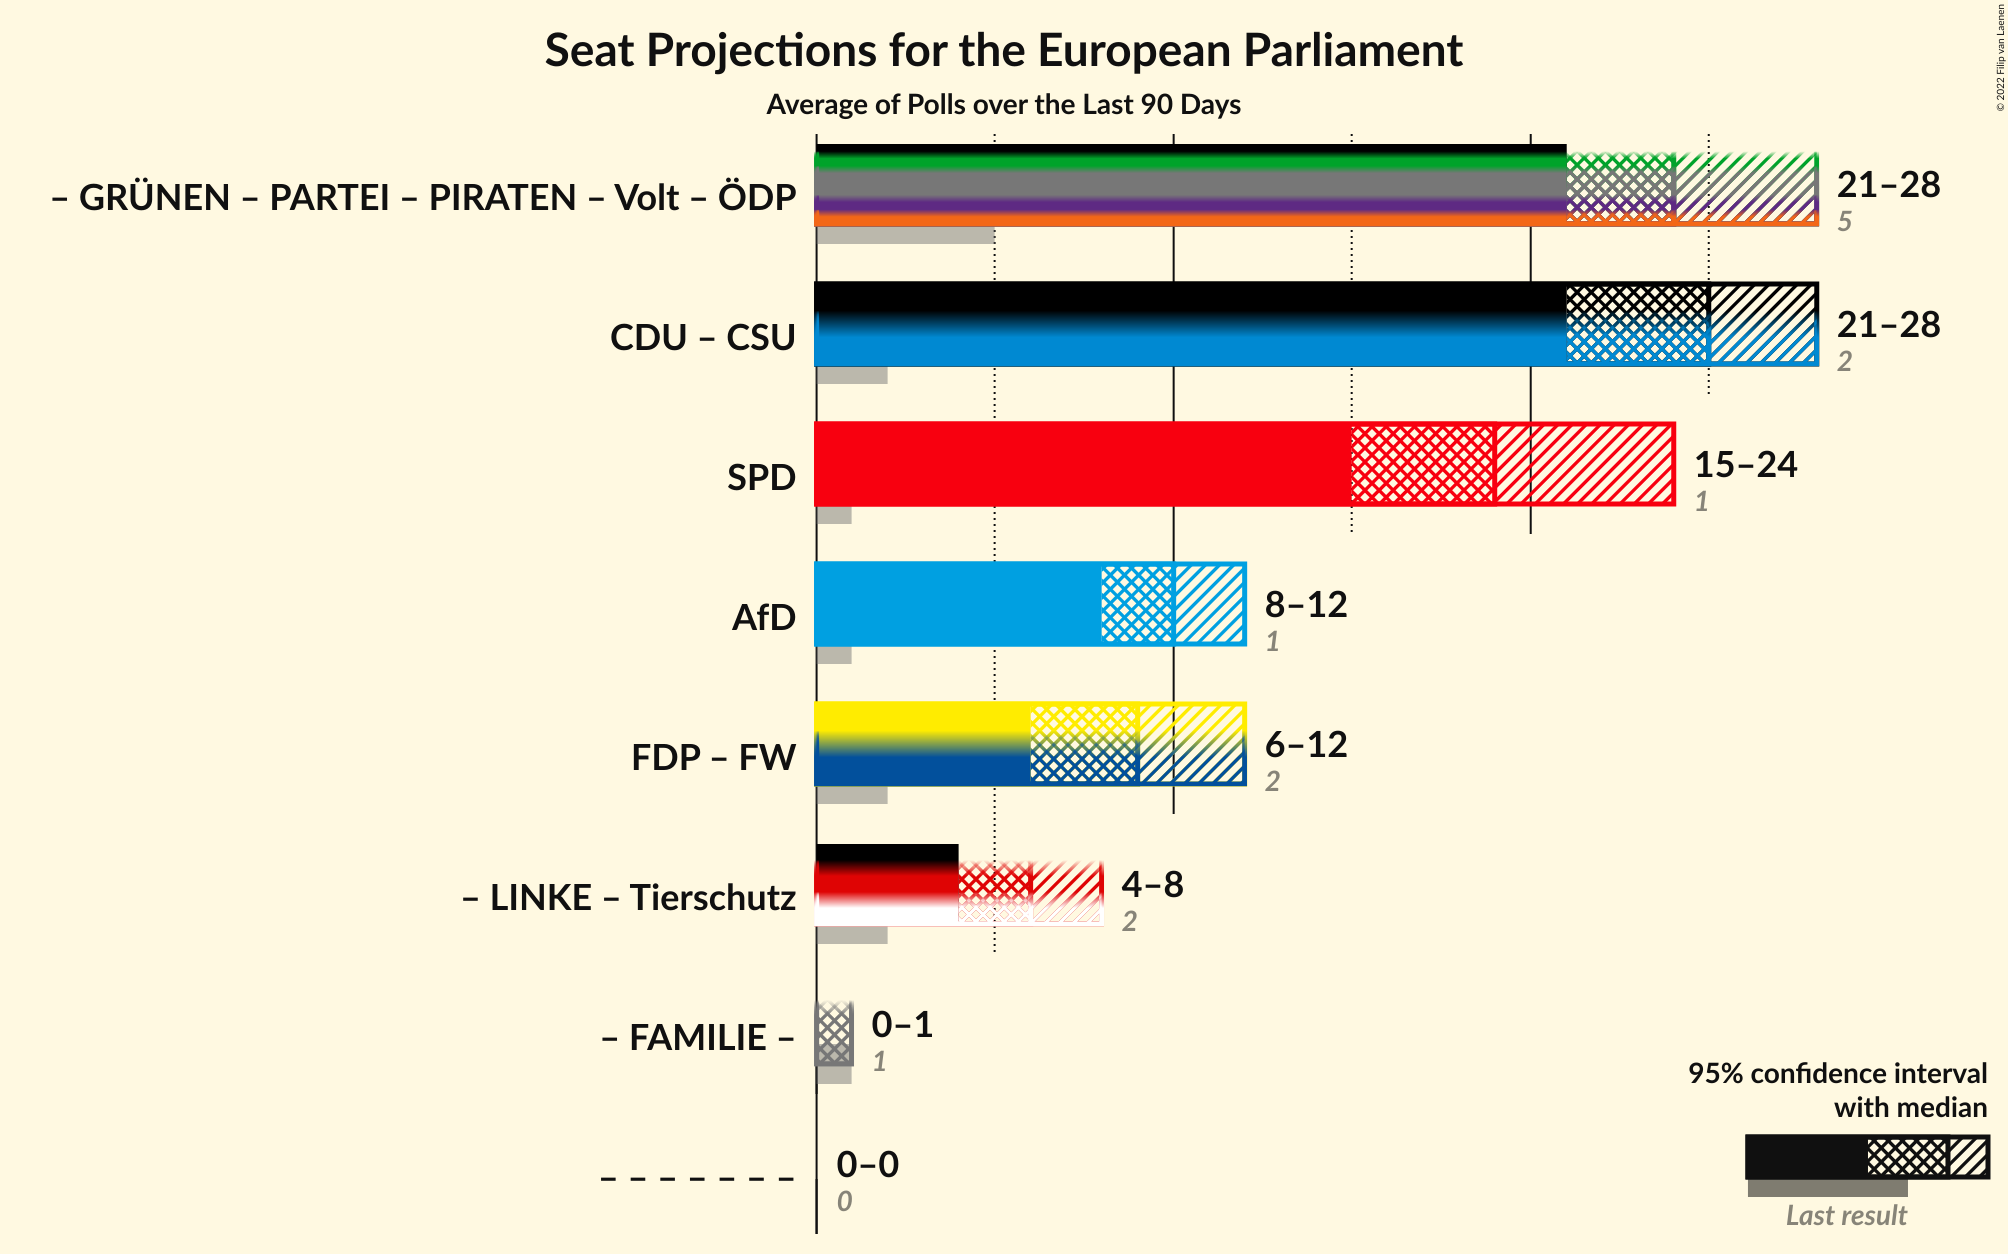 Seat Projections for the European Parliament
Average of Polls over the Last 90 Days
© 2022 Filip van Laenen
– GRÜNEN – PARTEI – PIRATEN – Volt – ÖDP
21–28
5
CDU – CSU
21–28
2
SPD
15–24
1
AfD
8–12
1
FDP – FW
6–12
2
– LINKE – Tierschutz
4–8
2
– FAMILIE –
0–1
1
– – – – – – –
0–0
0
95% confidence interval
with median
Last result